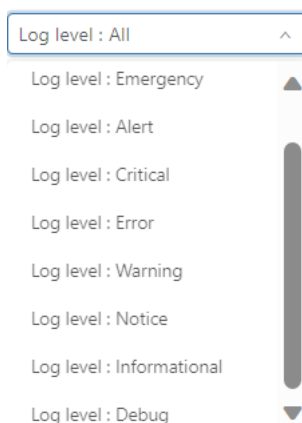 Log level : All
Log level : Emergency
Log level : Alert
Log level : Critical
Log level : Error
Log level : Warning
Log level : Notice
Log level : Informational
Log level : Debug